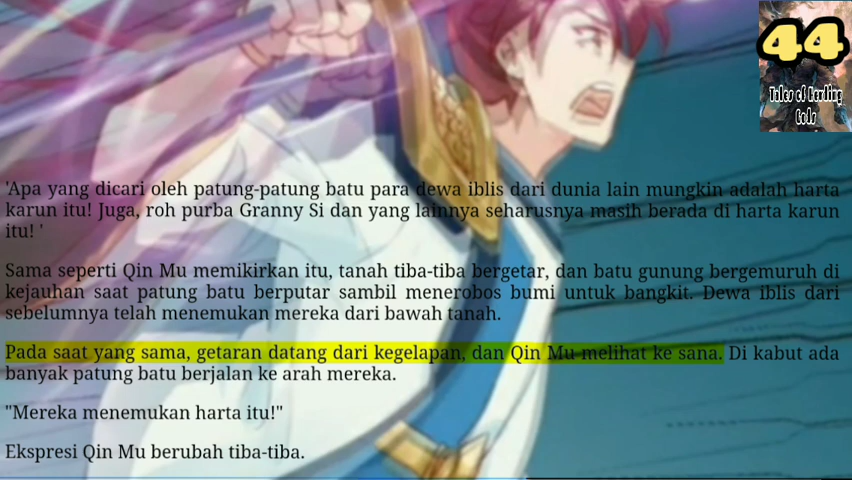 44
Tales of Herding
Gods
'Apa yang dicari oleh patung-patung batu para dewa iblis dari dunia lain mungkin adalah harta
karun itu! Juga, roh purba Granny Si dan yang lainnya seharusnya masih berada di harta karun
itu! '
Sama seperti Qin Mu memikirkan itu, tanah tiba-tiba bergetar, dan batu gunung bergemuruh di
kejauhan saat patung batu berputar sambil menerobos bumi untuk bangkit. Dewa iblis dari
sebelumnya telah menemukan mereka dari bawah tanah.
Pada saat yang sama, getaran datang dari kegelapan, dan Qin Mu melihat ke sana. Di kabut ada
banyak patung batu berjalan ke arah mereka.
"Mereka menemukan harta itu!"
Ekspresi Qin Mu berubah tiba-tiba.